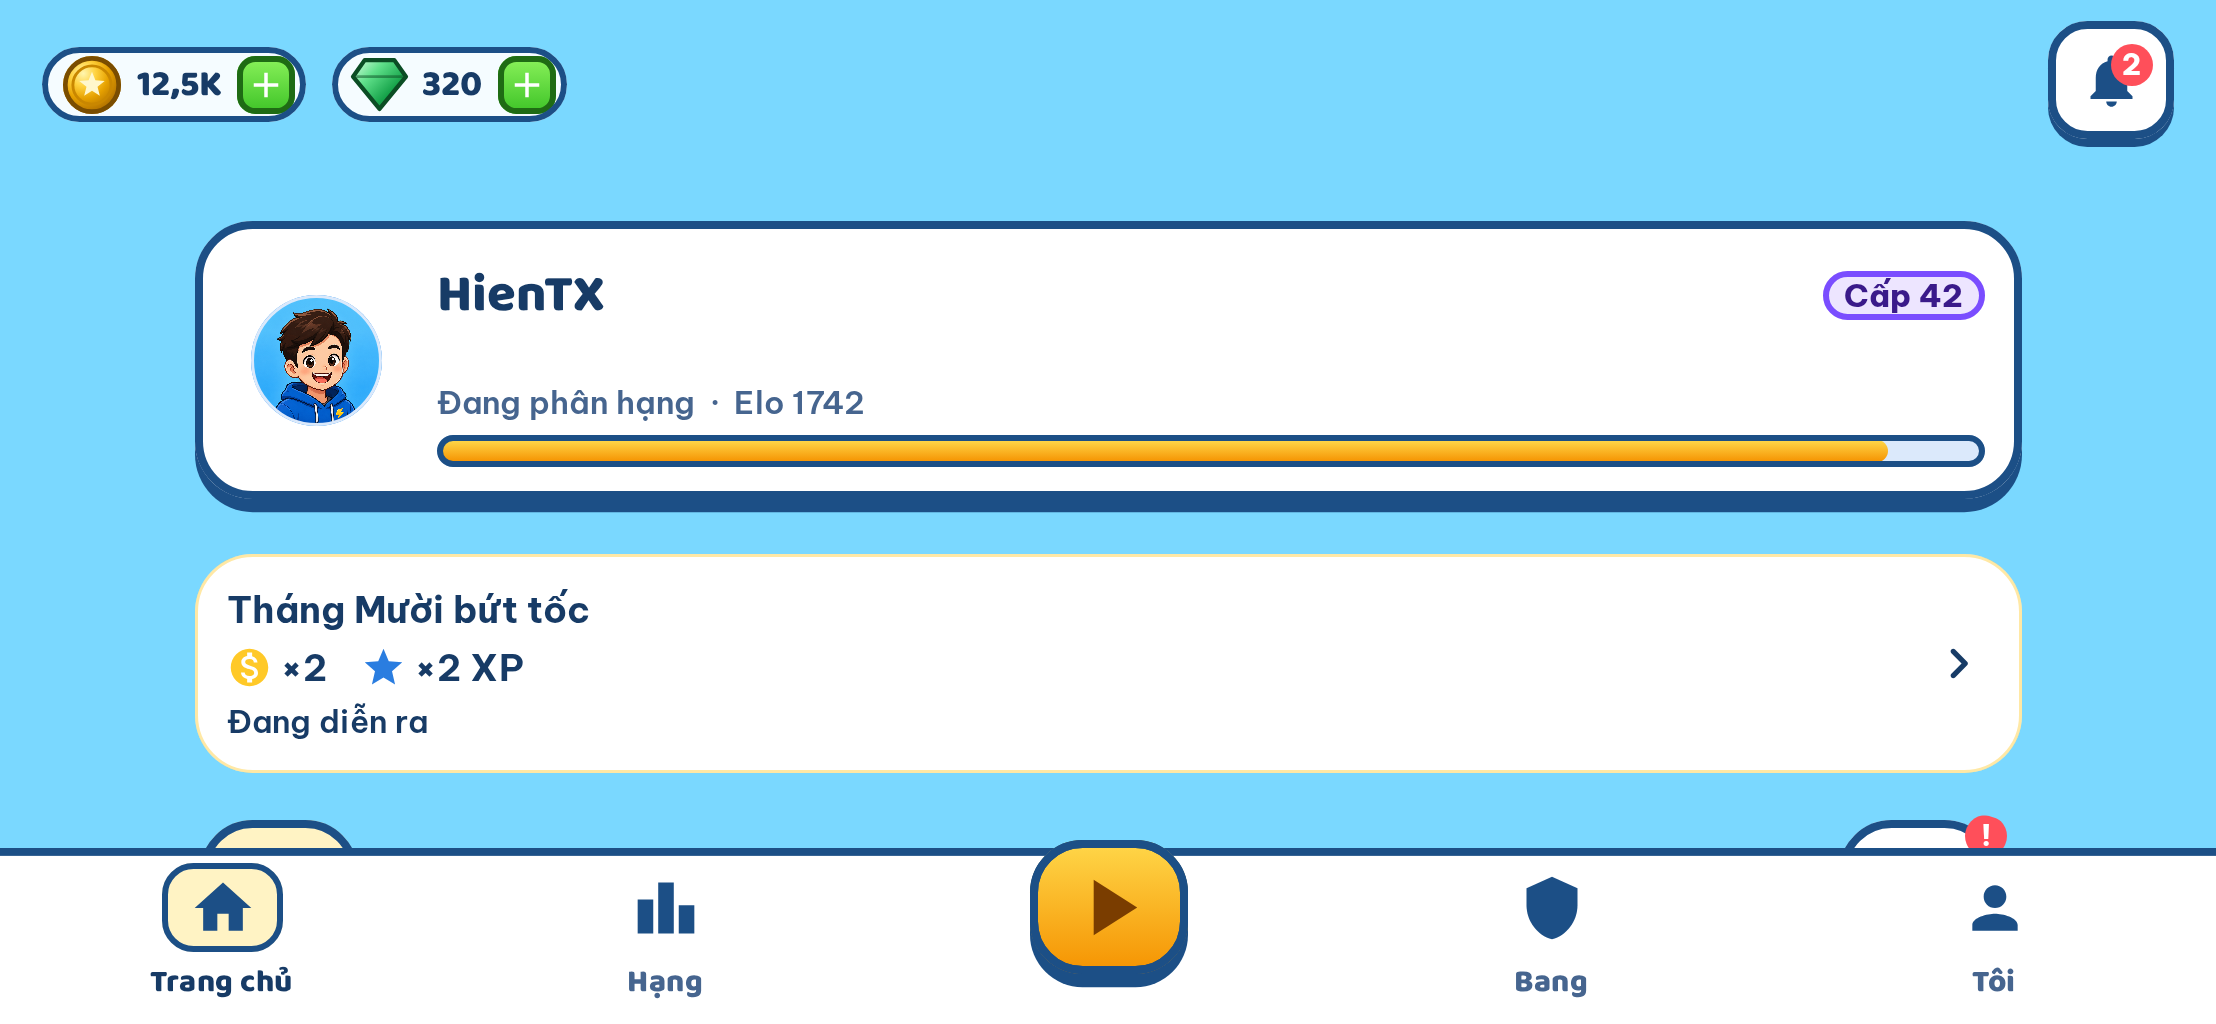 12,5K
320
2
HienTX
Cấp 42
Đang phân hạng · Elo 1742
Tháng Mười bứt tốc
×2 ×2 XP
Đang diễn ra
!
Trang chủ
Hạng
Bang
Tôi